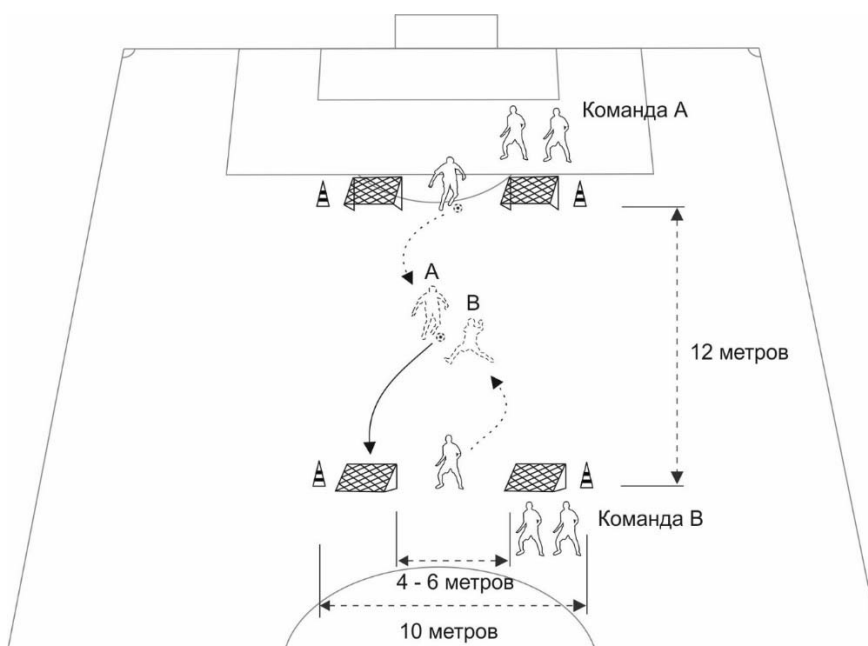 Команда А
А
В
12 метров
Команда В
4 - 6 метров
10 метров